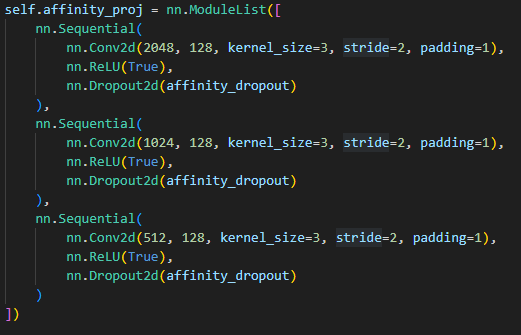 self.affinity_proj = nn.ModuleList([
    nn.Sequential(
        nn.Conv2d(2048, 128, kernel_size=3, stride=2, padding=1),
        nn.ReLU(True),
        nn.Dropout2d(affinity_dropout)
    ),
    nn.Sequential(
        nn.Conv2d(1024, 128, kernel_size=3, stride=2, padding=1),
        nn.ReLU(True),
        nn.Dropout2d(affinity_dropout)
    ),
    nn.Sequential(
        nn.Conv2d(512, 128, kernel_size=3, stride=2, padding=1),
        nn.ReLU(True),
        nn.Dropout2d(affinity_dropout)
    )
])